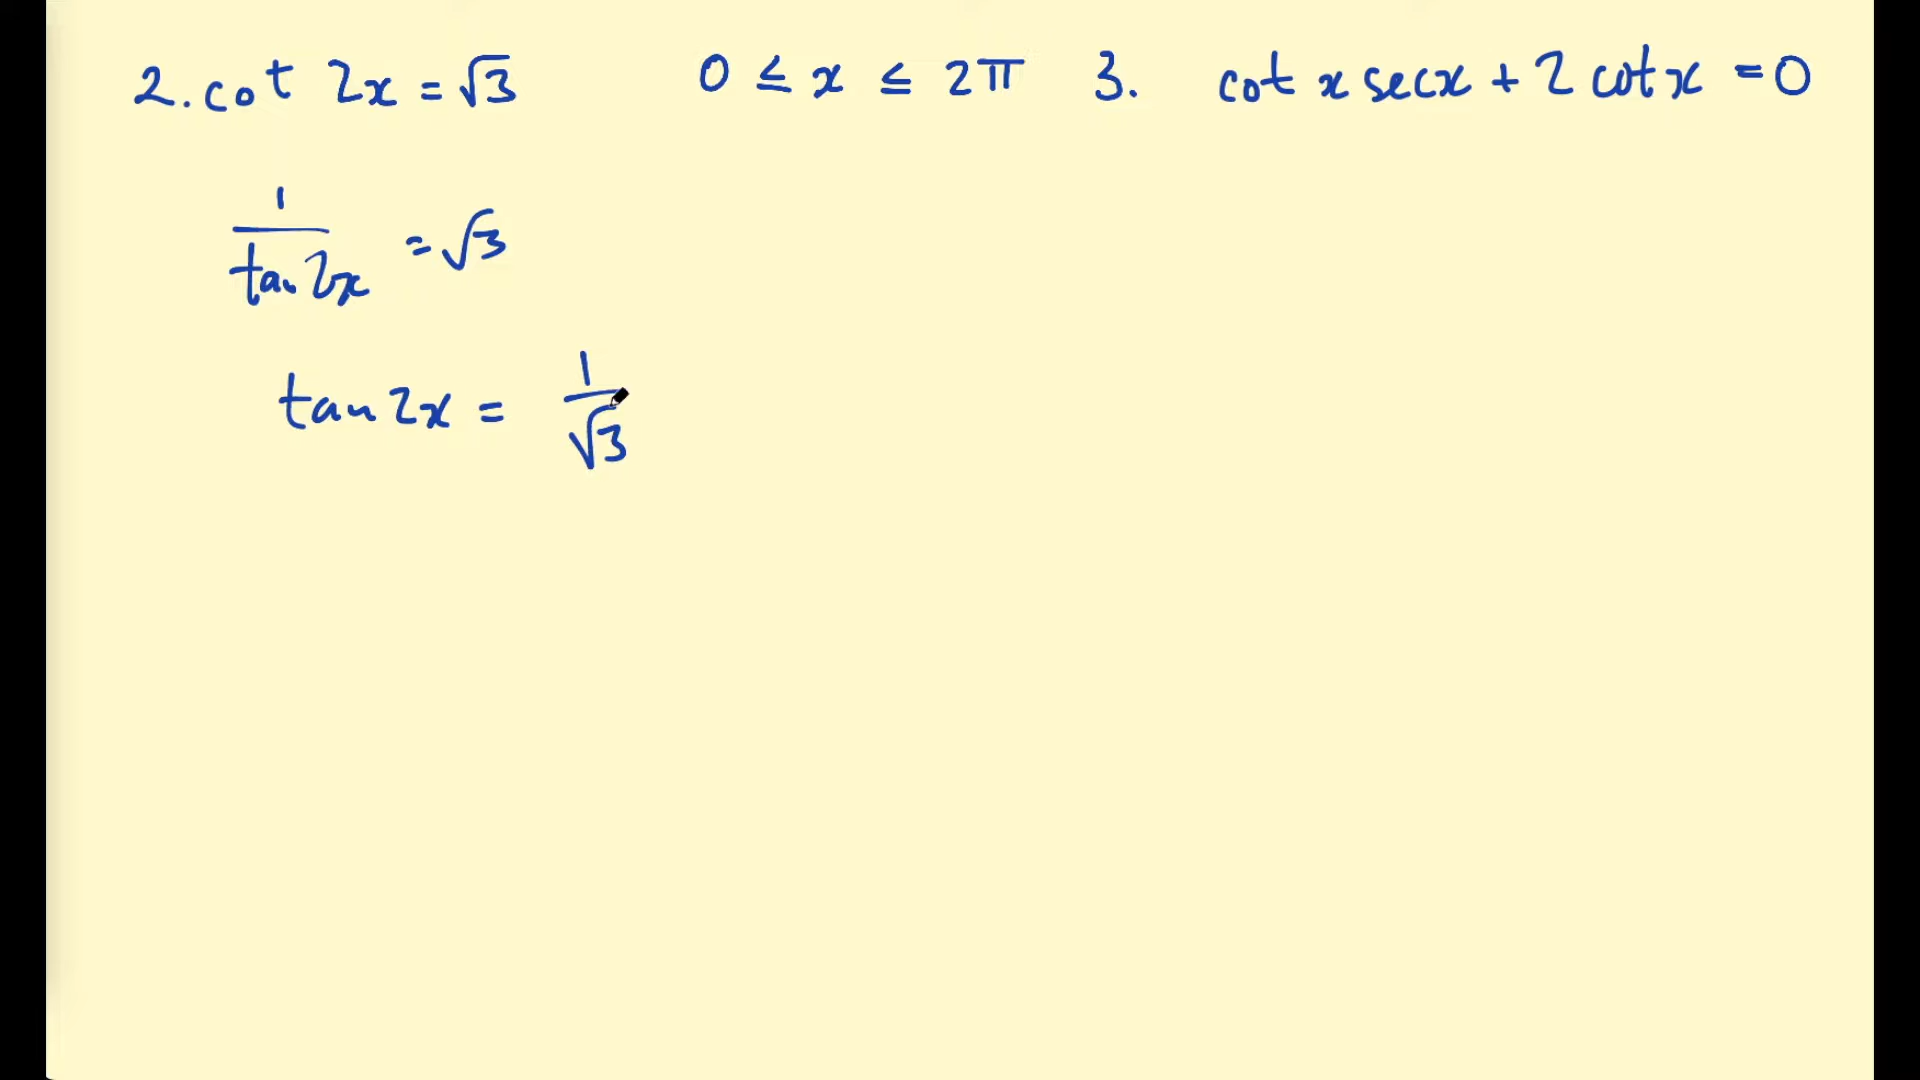 2. cot 2x = √3 0 ≤ x ≤ 2π 3. cot x sec x + 2 cot x = 0
1/tan 2x = √3
tan 2x = 1/√3